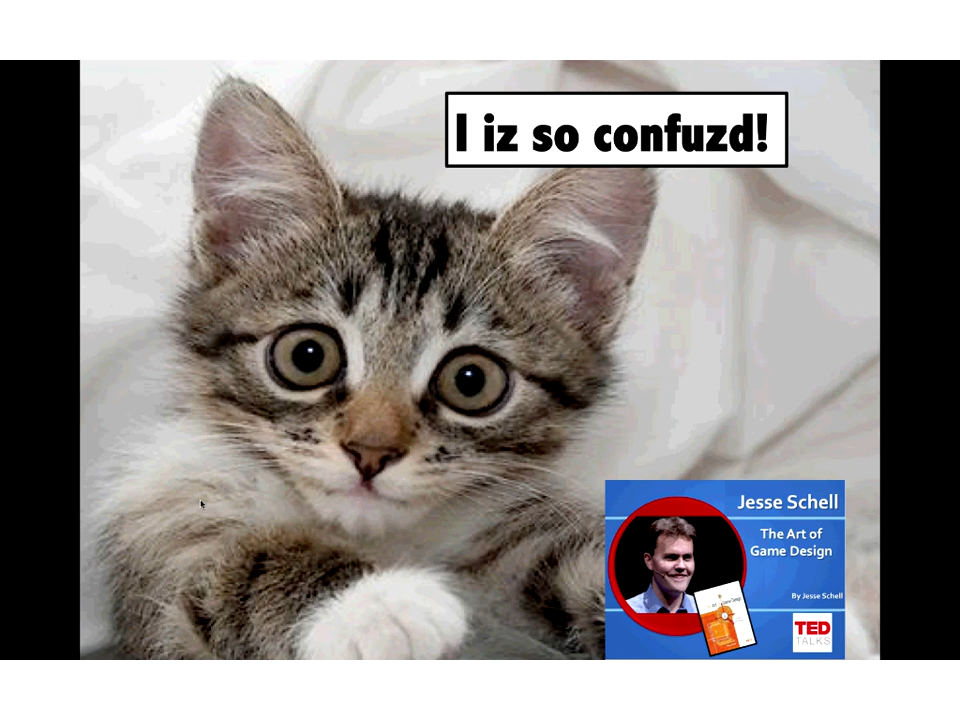 I iz so confuzd!
Jesse Schell
The Art of
Game Design
By Jesse Schell
TED
TALKS